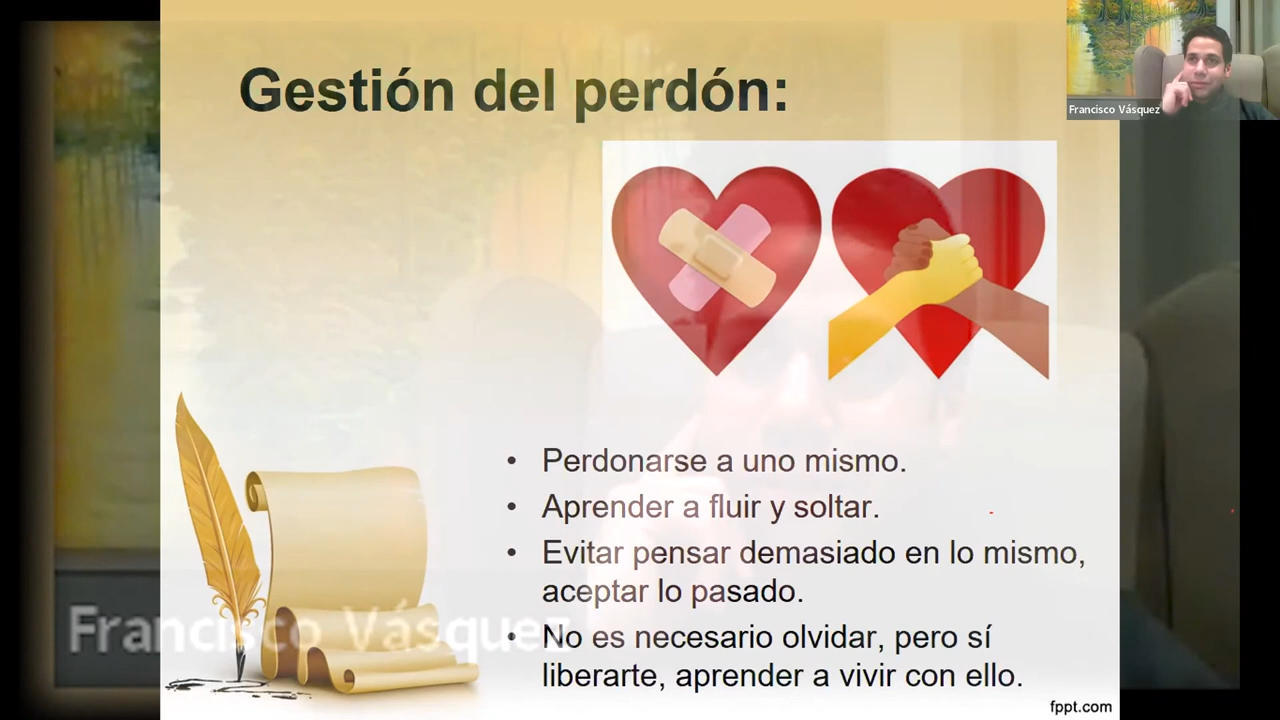 Gestión del perdón:
Francisco Vásquez
• Perdonarse a uno mismo.
• Aprender a fluir y soltar.
• Evitar pensar demasiado en lo mismo,
aceptar lo pasado.
• No es necesario olvidar, pero sí
liberarte, aprender a vivir con ello.
Francisco Vásquez
fppt.com